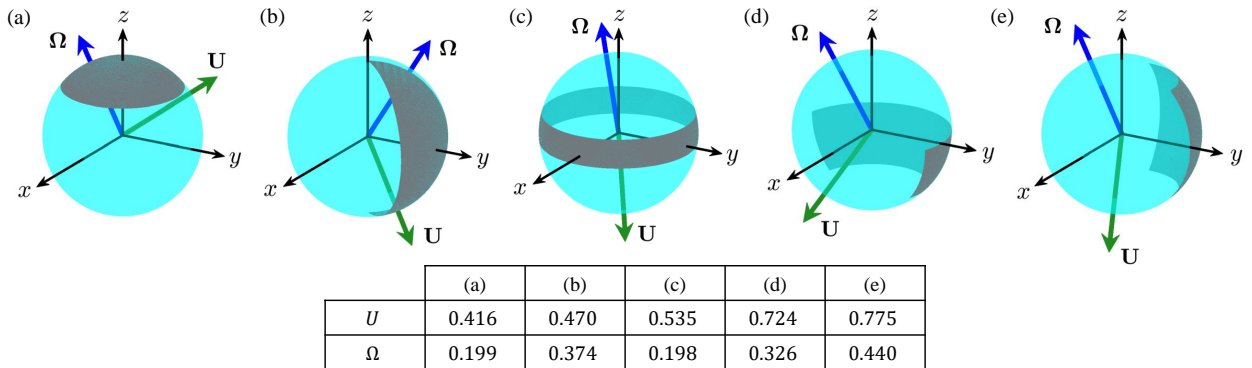 (a) (b) (c) (d) (e)
z z z z z
Ω U Ω Ω Ω Ω
x y x y x y x y x y
U U U U
(a) (b) (c) (d) (e)
U 0.416 0.470 0.535 0.724 0.775
Ω 0.199 0.374 0.198 0.326 0.440